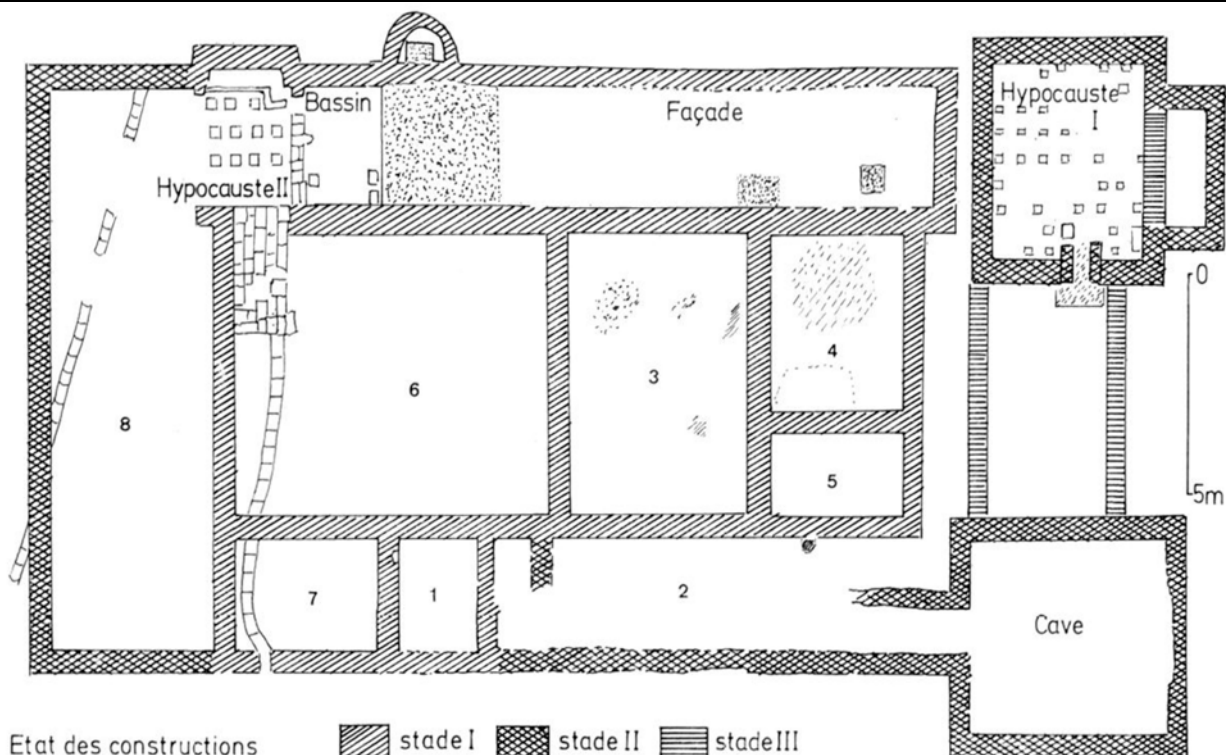 Bassin
Façade
Hypocauste
I
Hypocauste II
0
6
3
4
8
5
5m
7
1
2
Cave
Etat des constructions
stade I
stade II
stade III